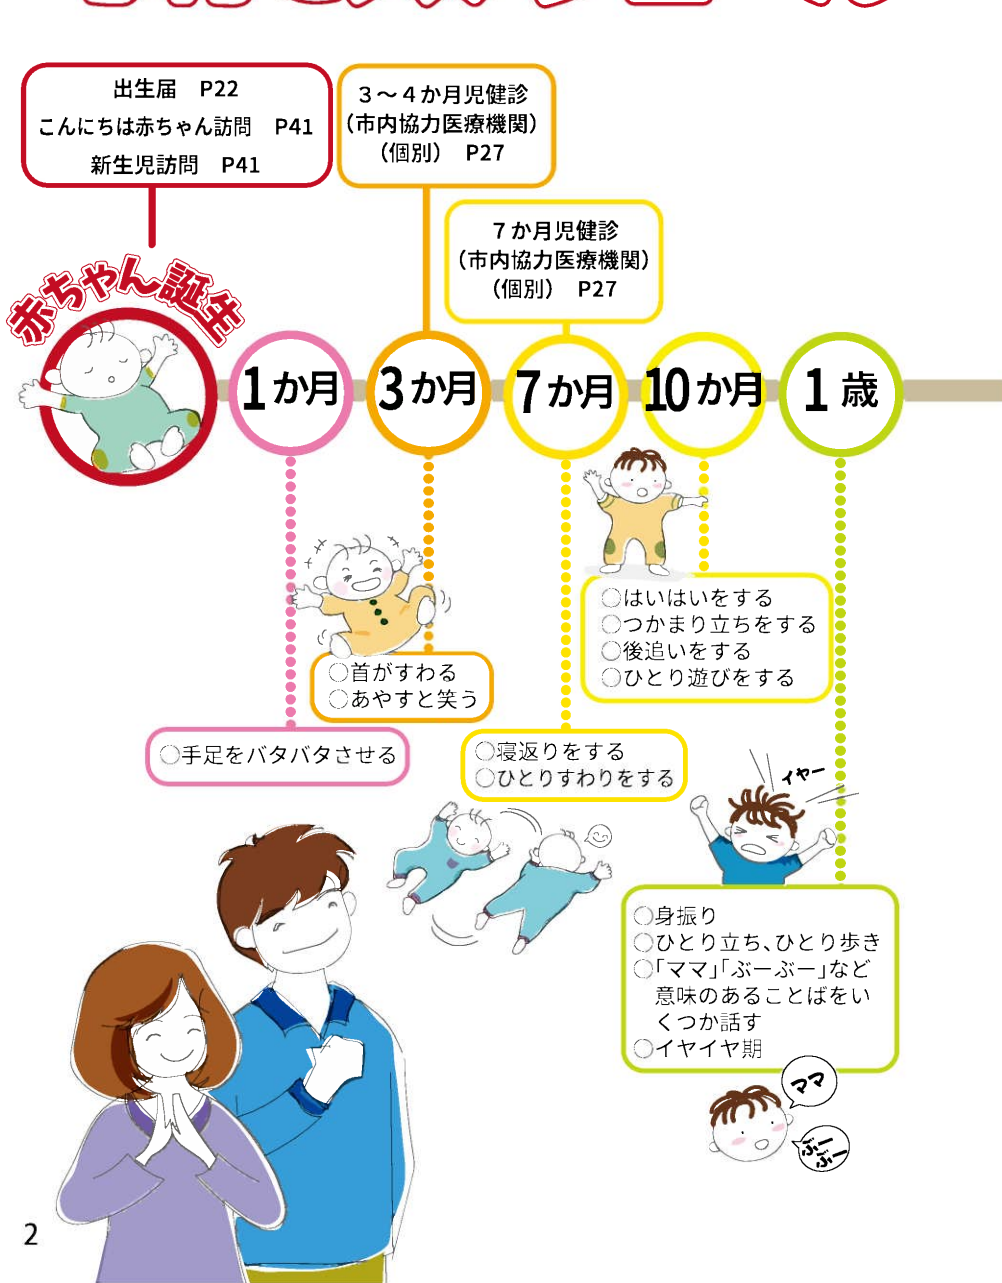 出生届　P22
こんにちは赤ちゃん訪問　P41
新生児訪問　P41
３～４か月児健診
（市内協力医療機関）
（個別）　P27
７か月児健診
（市内協力医療機関）
（個別）　P27
赤ちゃん誕生
1か月
3か月
7か月
10か月
1歳
○はいはいをする
○つかまり立ちをする
○後追いをする
○ひとり遊びをする
○首がすわる
○あやすと笑う
○手足をバタバタさせる
○寝返りをする
○ひとりすわりをする
イヤー
○身振り
○ひとり立ち、ひとり歩き
○「ママ」「ぶーぶー」など
意味のあることばをい
くつか話す
○イヤイヤ期
ママ
ぶー
ぶー
2